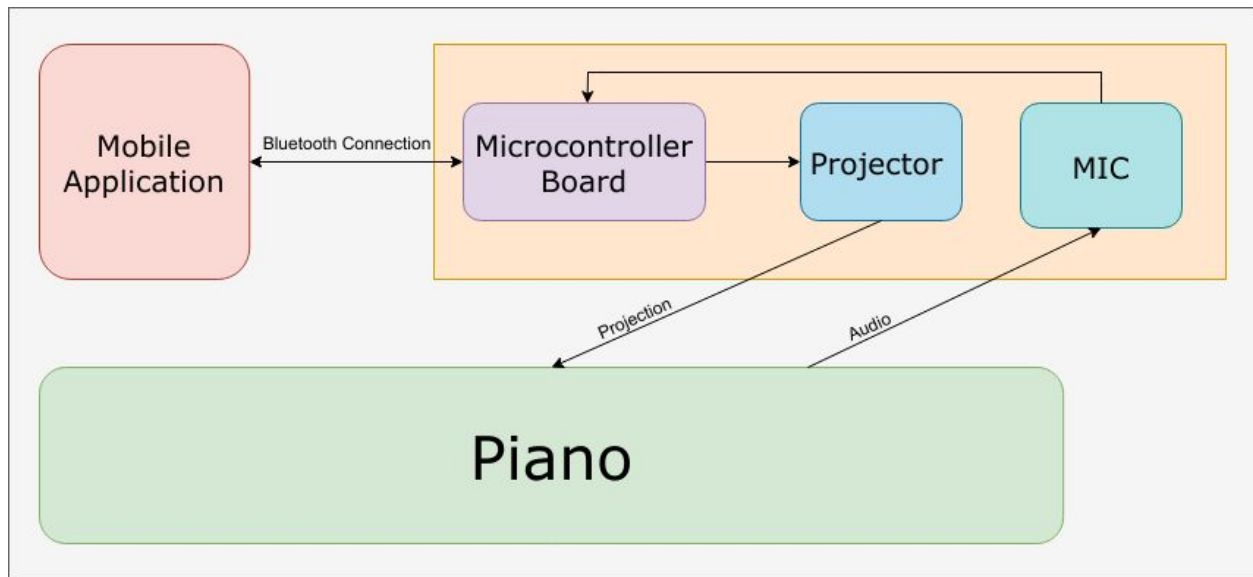 Mobile
Application
Bluetooth Connection
Microcontroller
Board
Projector
MIC
Projection
Audio
Piano